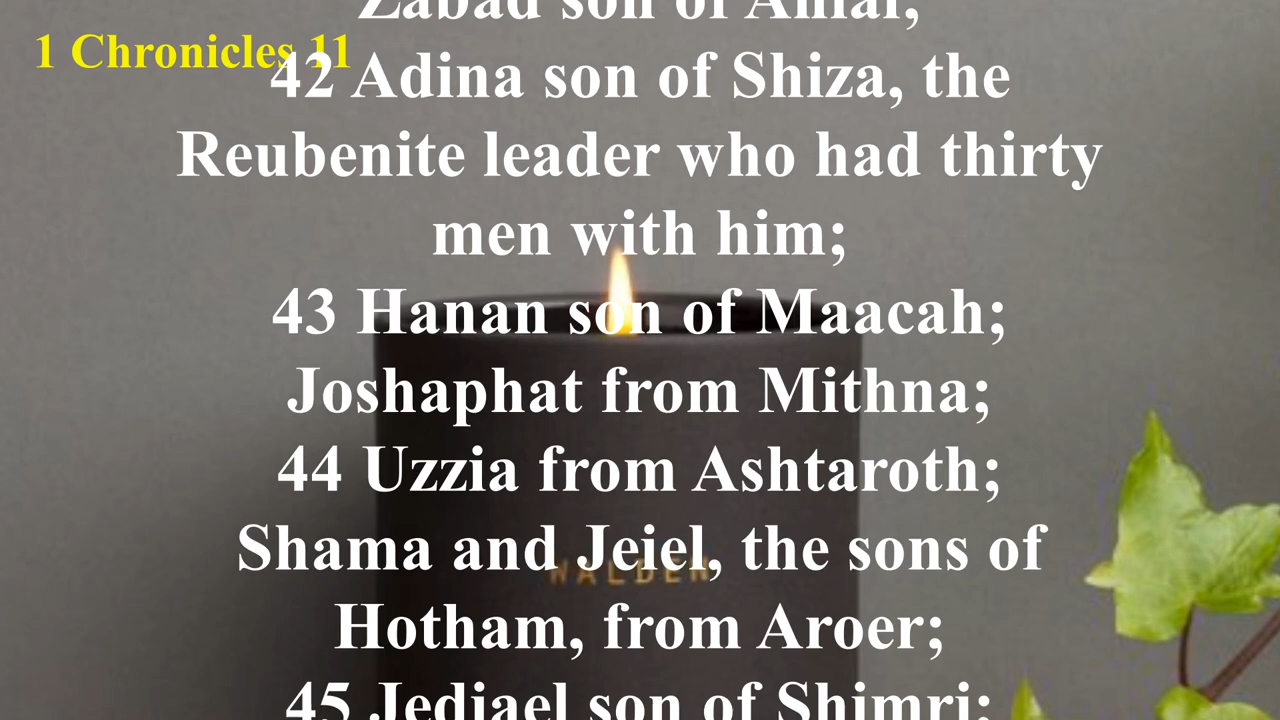 Zabad son of Ahlai;
1 Chronicles 11
42 Adina son of Shiza, the
Reubenite leader who had thirty
men with him;
43 Hanan son of Maacah;
Joshaphat from Mithna;
44 Uzzia from Ashtaroth;
Shama and Jeiel, the sons of
WALDEN
Hotham, from Aroer;
45 Jediael son of Shimri;